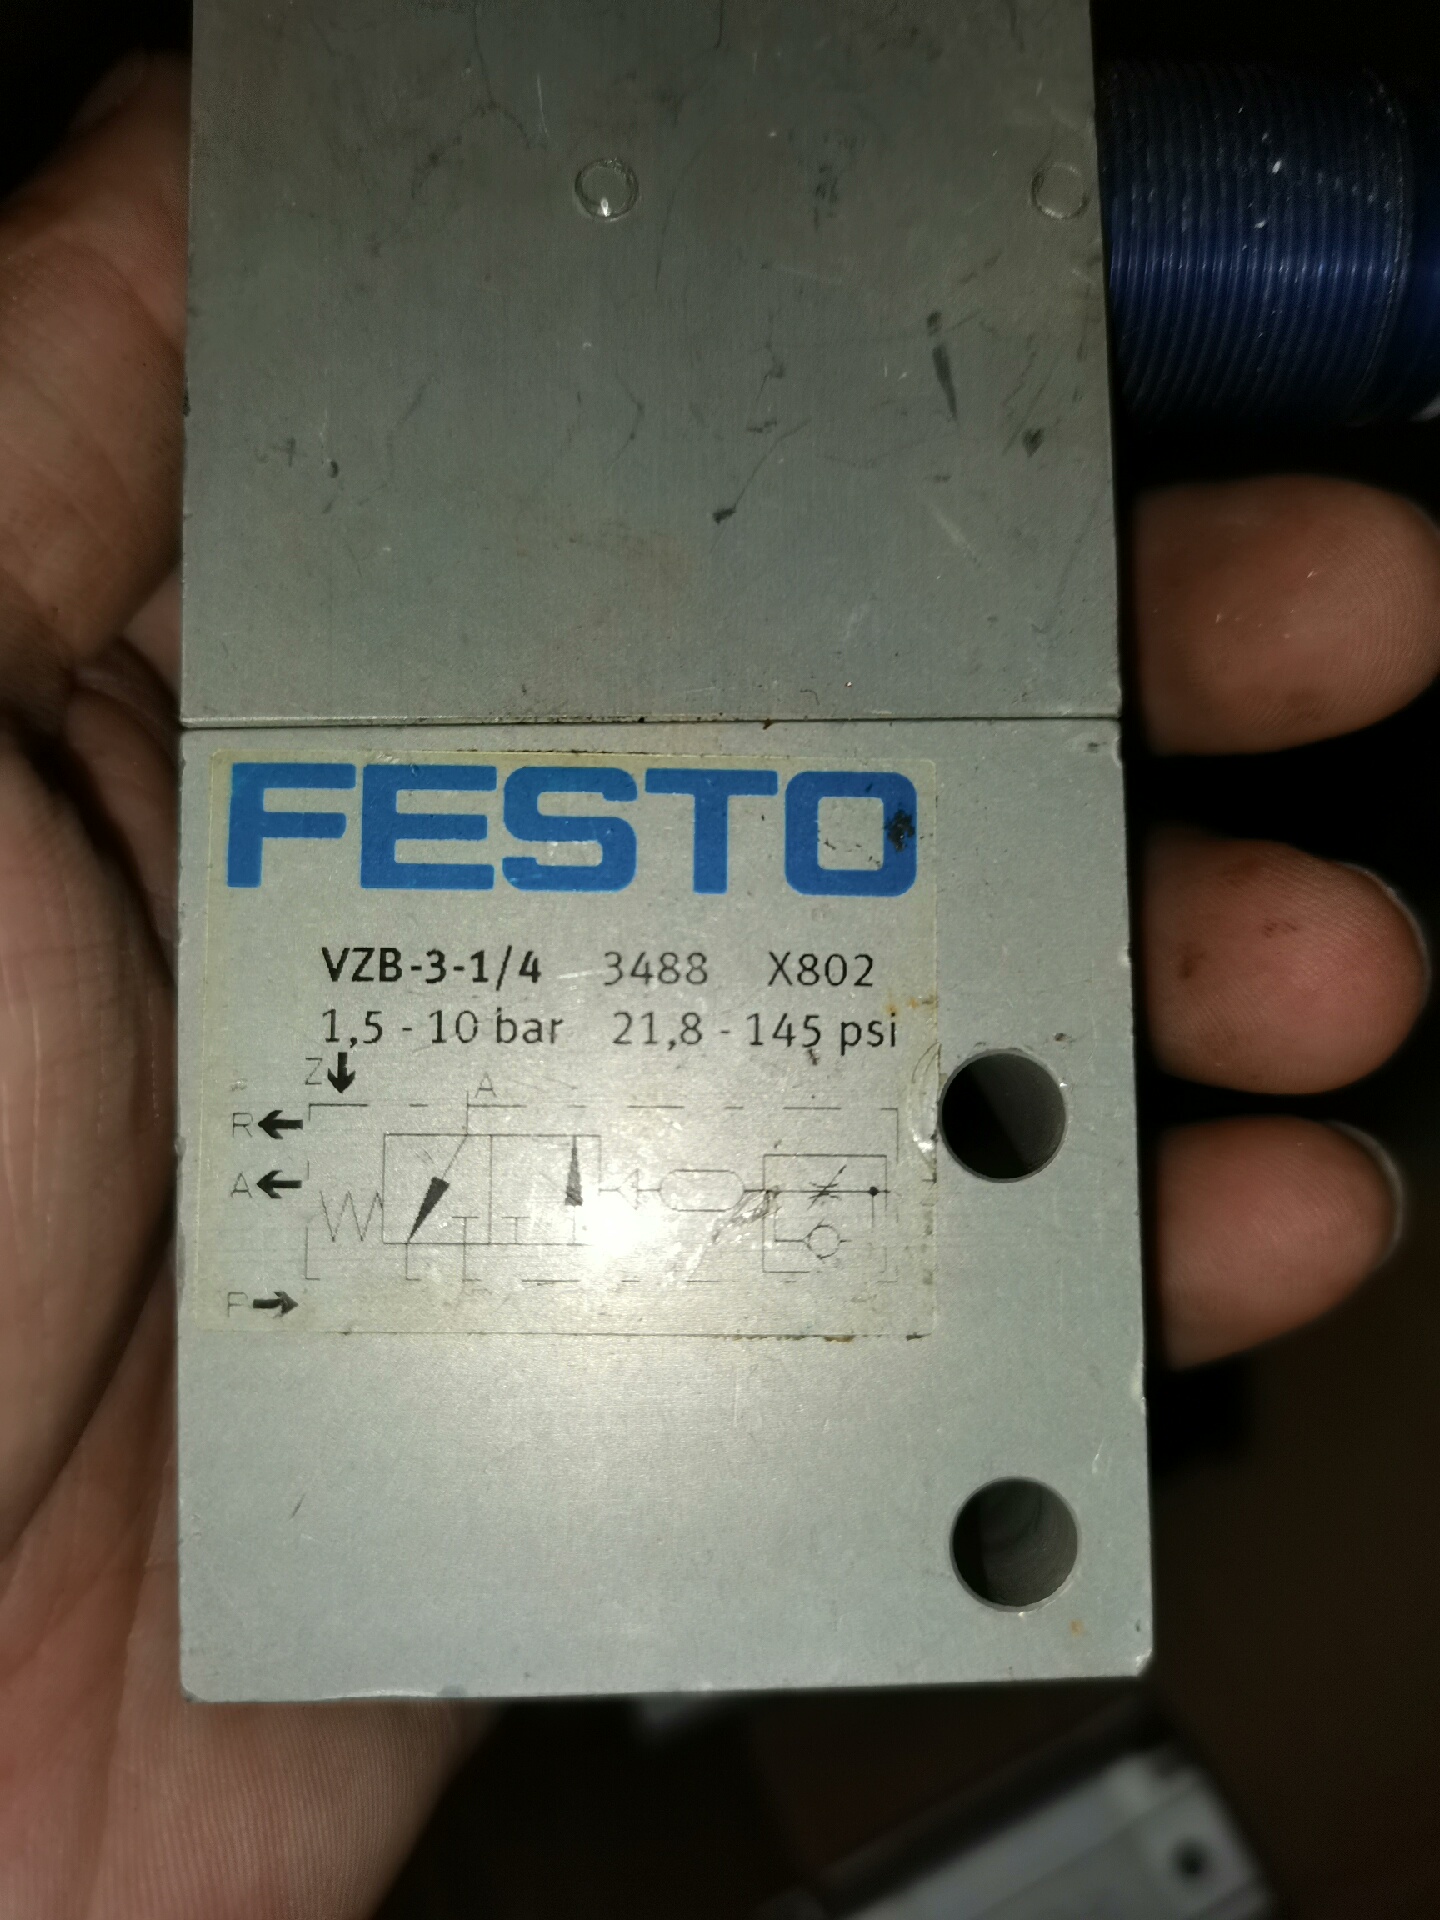 FESTO
VZB-3-1/4 3488 X802
1,5 - 10 bar 21,8 - 145 psi
Z A
R
A
P